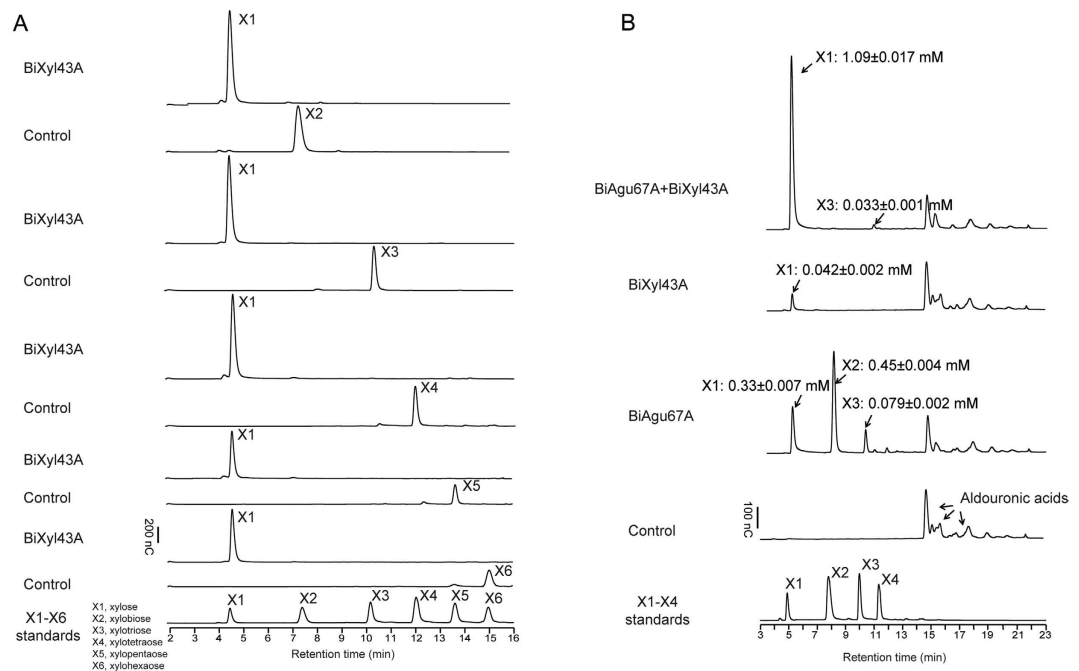 A
X1
BiXyl43A
X2
Control
X1
BiXyl43A
X3
Control
X1
BiXyl43A
X4
Control
X1
BiXyl43A
X5
Control
X1
BiXyl43A
200 nC
X6
Control
X1 X2 X3 X4 X5 X6
X1-X6
standards
X1, xylose
X2, xylobiose
X3, xylotriose
X4, xylotetraose
X5, xylopentaose
X6, xylohexaose
2 3 4 5 6 7 8 9 10 11 12 13 14 15 16
Retention time (min)
B
X1: 1.09±0.017 mM
BiAgu67A+BiXyl43A
X3: 0.033±0.001 mM
X1: 0.042±0.002 mM
BiXyl43A
X2: 0.45±0.004 mM
X1: 0.33±0.007 mM
X3: 0.079±0.002 mM
BiAgu67A
100 nC
Aldouronic acids
Control
X1 X2 X3 X4
X1-X4
standards
3 5 7 9 11 13 15 17 19 21 23
Retention time (min)